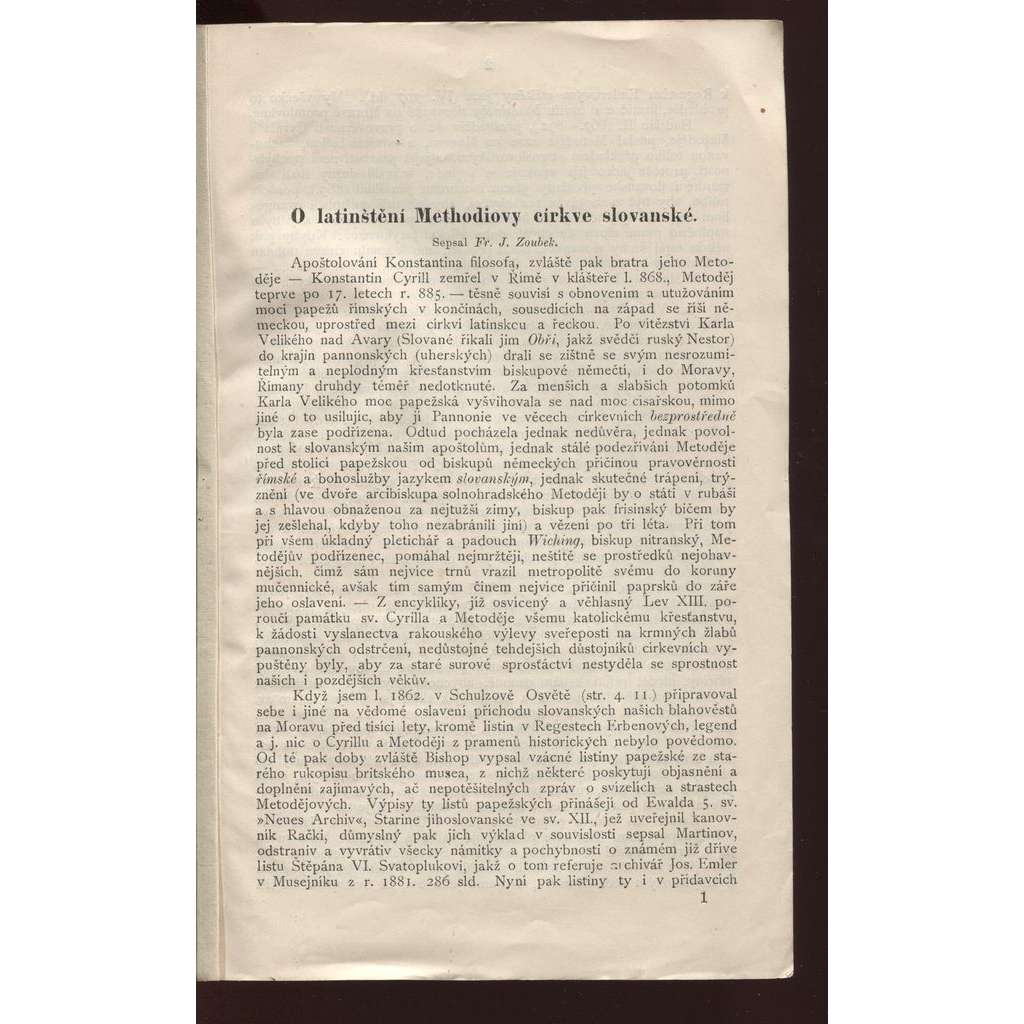 O latinštění Methodiovy církve slovanské.
Sepsal Fr. J. Zoubek.
Apoštolování Konstantina filosofa, zvláště pak bratra jeho Meto-
děje — Konstantin Cyrill zemřel v Římě v klášteře l. 868., Metoděj
teprve po 17. letech r. 885. — těsně souvisí s obnovením a utužováním
moci papežů římských v končinách, sousedících na západ se říší ně-
meckou, uprostřed mezi církví latinskou a řeckou. Po vítězství Karla
Velikého nad Avary (Slované říkali jim Obři, jakž svědčí ruský Nestor)
do krajin pannonských (uherských) drali se zištně se svým nesrozumi-
telným a neplodným křesťanstvím biskupové němečtí, i do Moravy,
Římany druhdy téměř nedotknuté. Za menších a slabších potomků
Karla Velikého moc papežská vyšvihovala se nad moc císařskou, mimo
jiné o to usilujíc, aby jí Pannonie ve věcech církevních bezprostředně
byla zase podřízena. Odtud pocházela jednak nedůvěra, jednak povol-
nost k slovanským našim apoštolům, jednak stálé podezřívání Metoděje
před stolicí papežskou od biskupů německých příčinou pravověrnosti
římské a bohoslužby jazykem slovanským, jednak skutečné trápení, trý-
znění (ve dvoře arcibiskupa solnohradského Metoději by o státi v rubáši
a s hlavou obnaženou za nejtužší zimy, biskup pak frisinský bičem by
jej zešlehal, kdyby toho nezabránili jiní) a vězení po tři léta. Při tom
při všem úkladný pletichář a padouch Wiching, biskup nitranský, Me-
todějův podřízenec, pomáhal nejmrztěji, neštítě se prostředků nejohav-
nějších, čímž sám nejvíce trnů vrazil metropolitě svému do koruny
mučennické, avšak tím samým činem nejvíce přičinil paprsků do záře
jeho oslavení. — Z encykliky, jíž osvícený a věhlasný Lev XIII. po-
roučí památku sv. Cyrilla a Metoděje všemu katolickému křesťanstvu,
k žádosti vyslanectva rakouského výlevy sveřeposti na krmných žlabů
pannonských odstrčení, nedůstojné tehdejších důstojníků církevních vy-
puštěny byly, aby za staré surové sprosťáctví nestyděla se sprostnost
našich i pozdějších věkův.
Když jsem l. 1862. v Schulzově Osvětě (str. 4. 11.) připravoval
sebe i jiné na vědomé oslavení příchodu slovanských našich blahověstů
na Moravu před tisíci lety, kromě listin v Regestech Erbenových, legend
a j. nic o Cyrillu a Metoději z pramenů historických nebylo povědomo.
Od té pak doby zvláště Bishop vypsal vzácné listiny papežské ze sta-
rého rukopisu britského musea, z nichž některé poskytují objasnění a
doplnění zajímavých, ač nepotěšitelných zpráv o svízelích a strastech
Metodějových. Výpisy ty listů papežských přinášejí od Ewalda 5. sv.
»Neues Archiv«, Starine jihoslovanské ve sv. XII., jež uveřejnil kanov-
ník Rački, důmyslný pak jich výklad v souvislosti sepsal Martinov,
odstraniv a vyvrátiv všecky námitky a pochybnosti o známém již dříve
listu Štěpána VI. Svatoplukovi, jakž o tom referuje archivář Jos. Emler
v Musejníku z r. 1881. 286 sld. Nyní pak listiny ty i v přídavcích
1